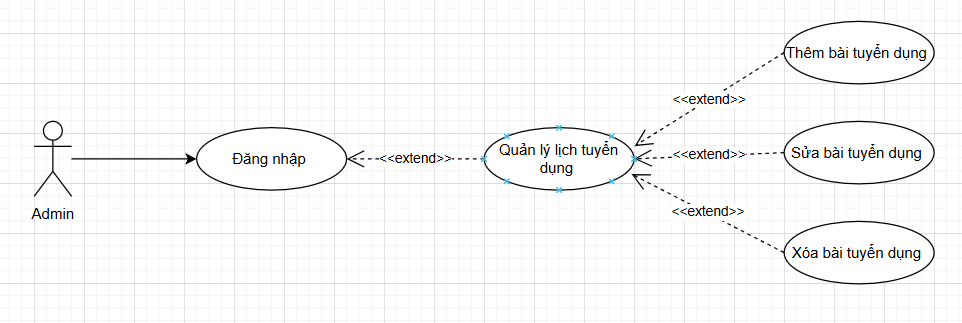 Thêm bài tuyển dụng
<<extend>>
Đăng nhập
<<extend>>
Quản lý lịch tuyển
dụng
<<extend>>
Sửa bài tuyển dụng
Admin
<<extend>>
Xóa bài tuyển dụng